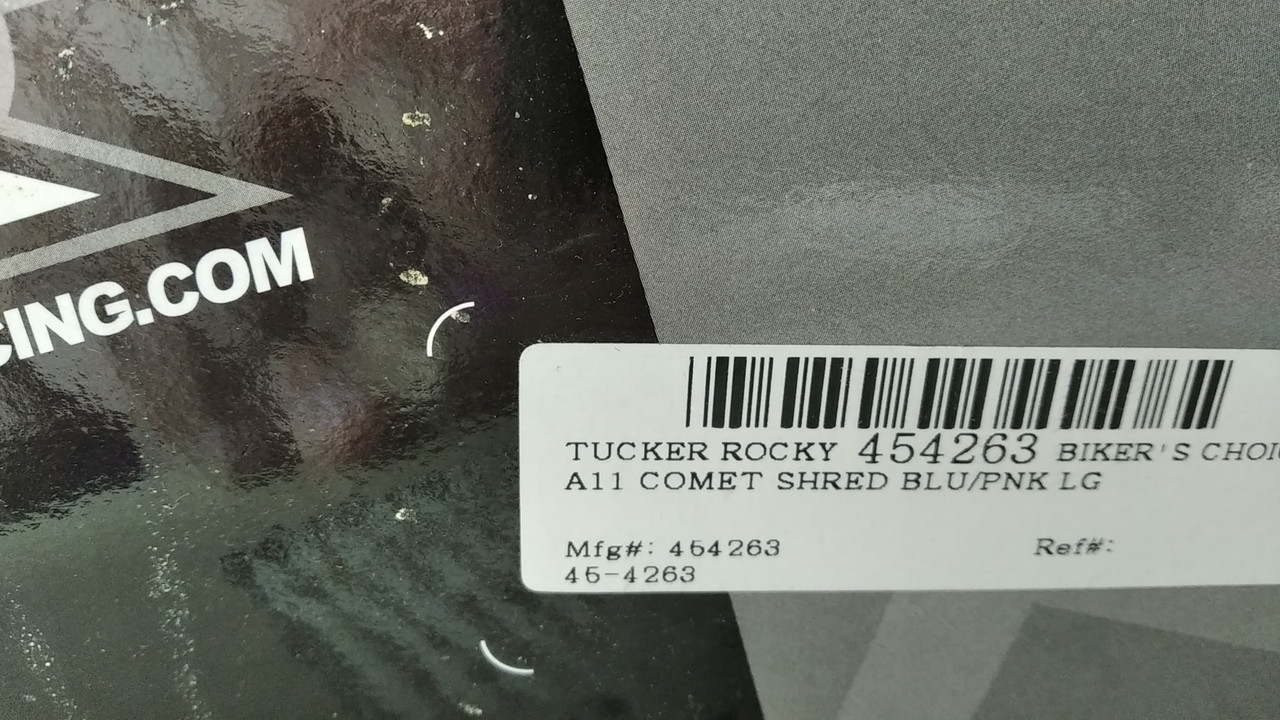 CING.COM
TUCKER ROCKY 454263 BIKER'S CHOI
A11 COMET SHRED BLU/PNK LG
Mfg#: 454263
Ref#:
45-4263